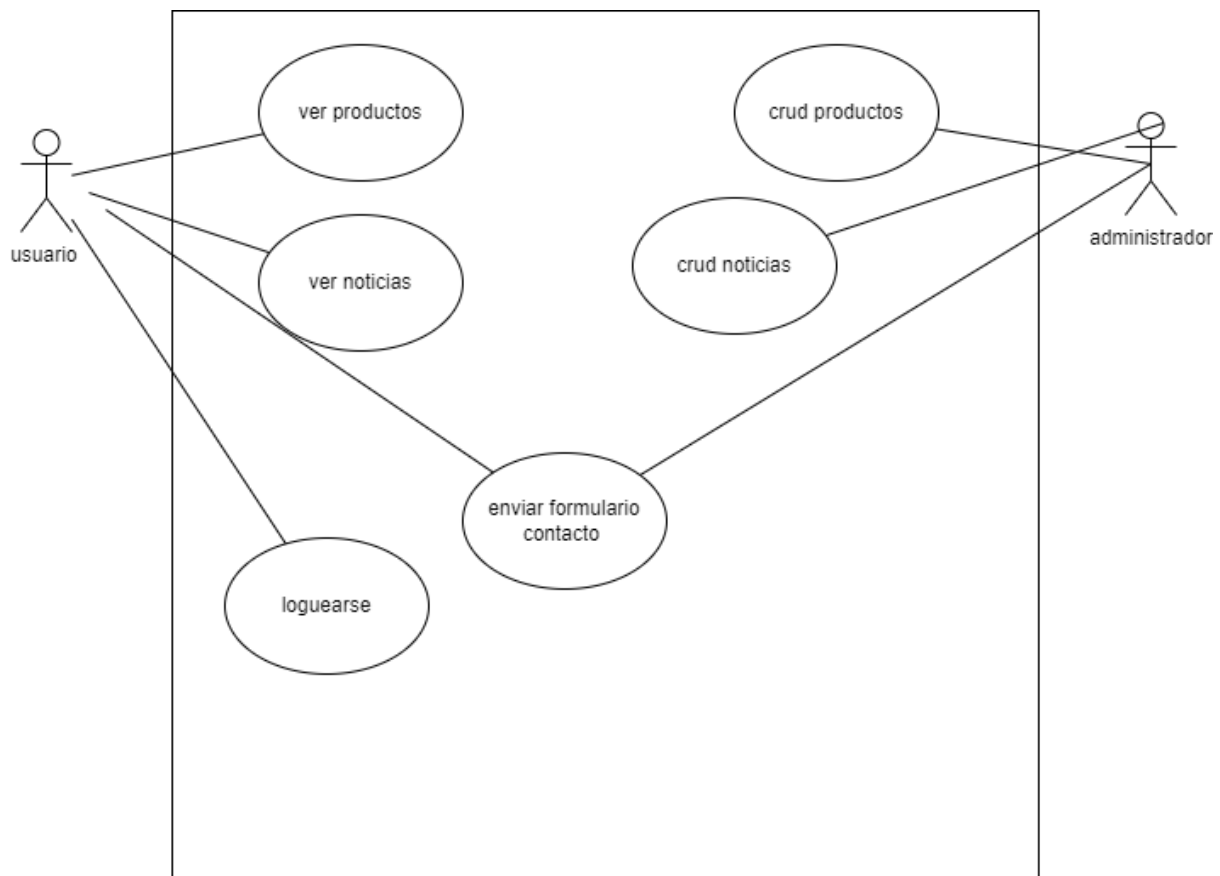 ver productos
crud productos
usuario
administrador
ver noticias
crud noticias
enviar formulario
contacto
loguearse